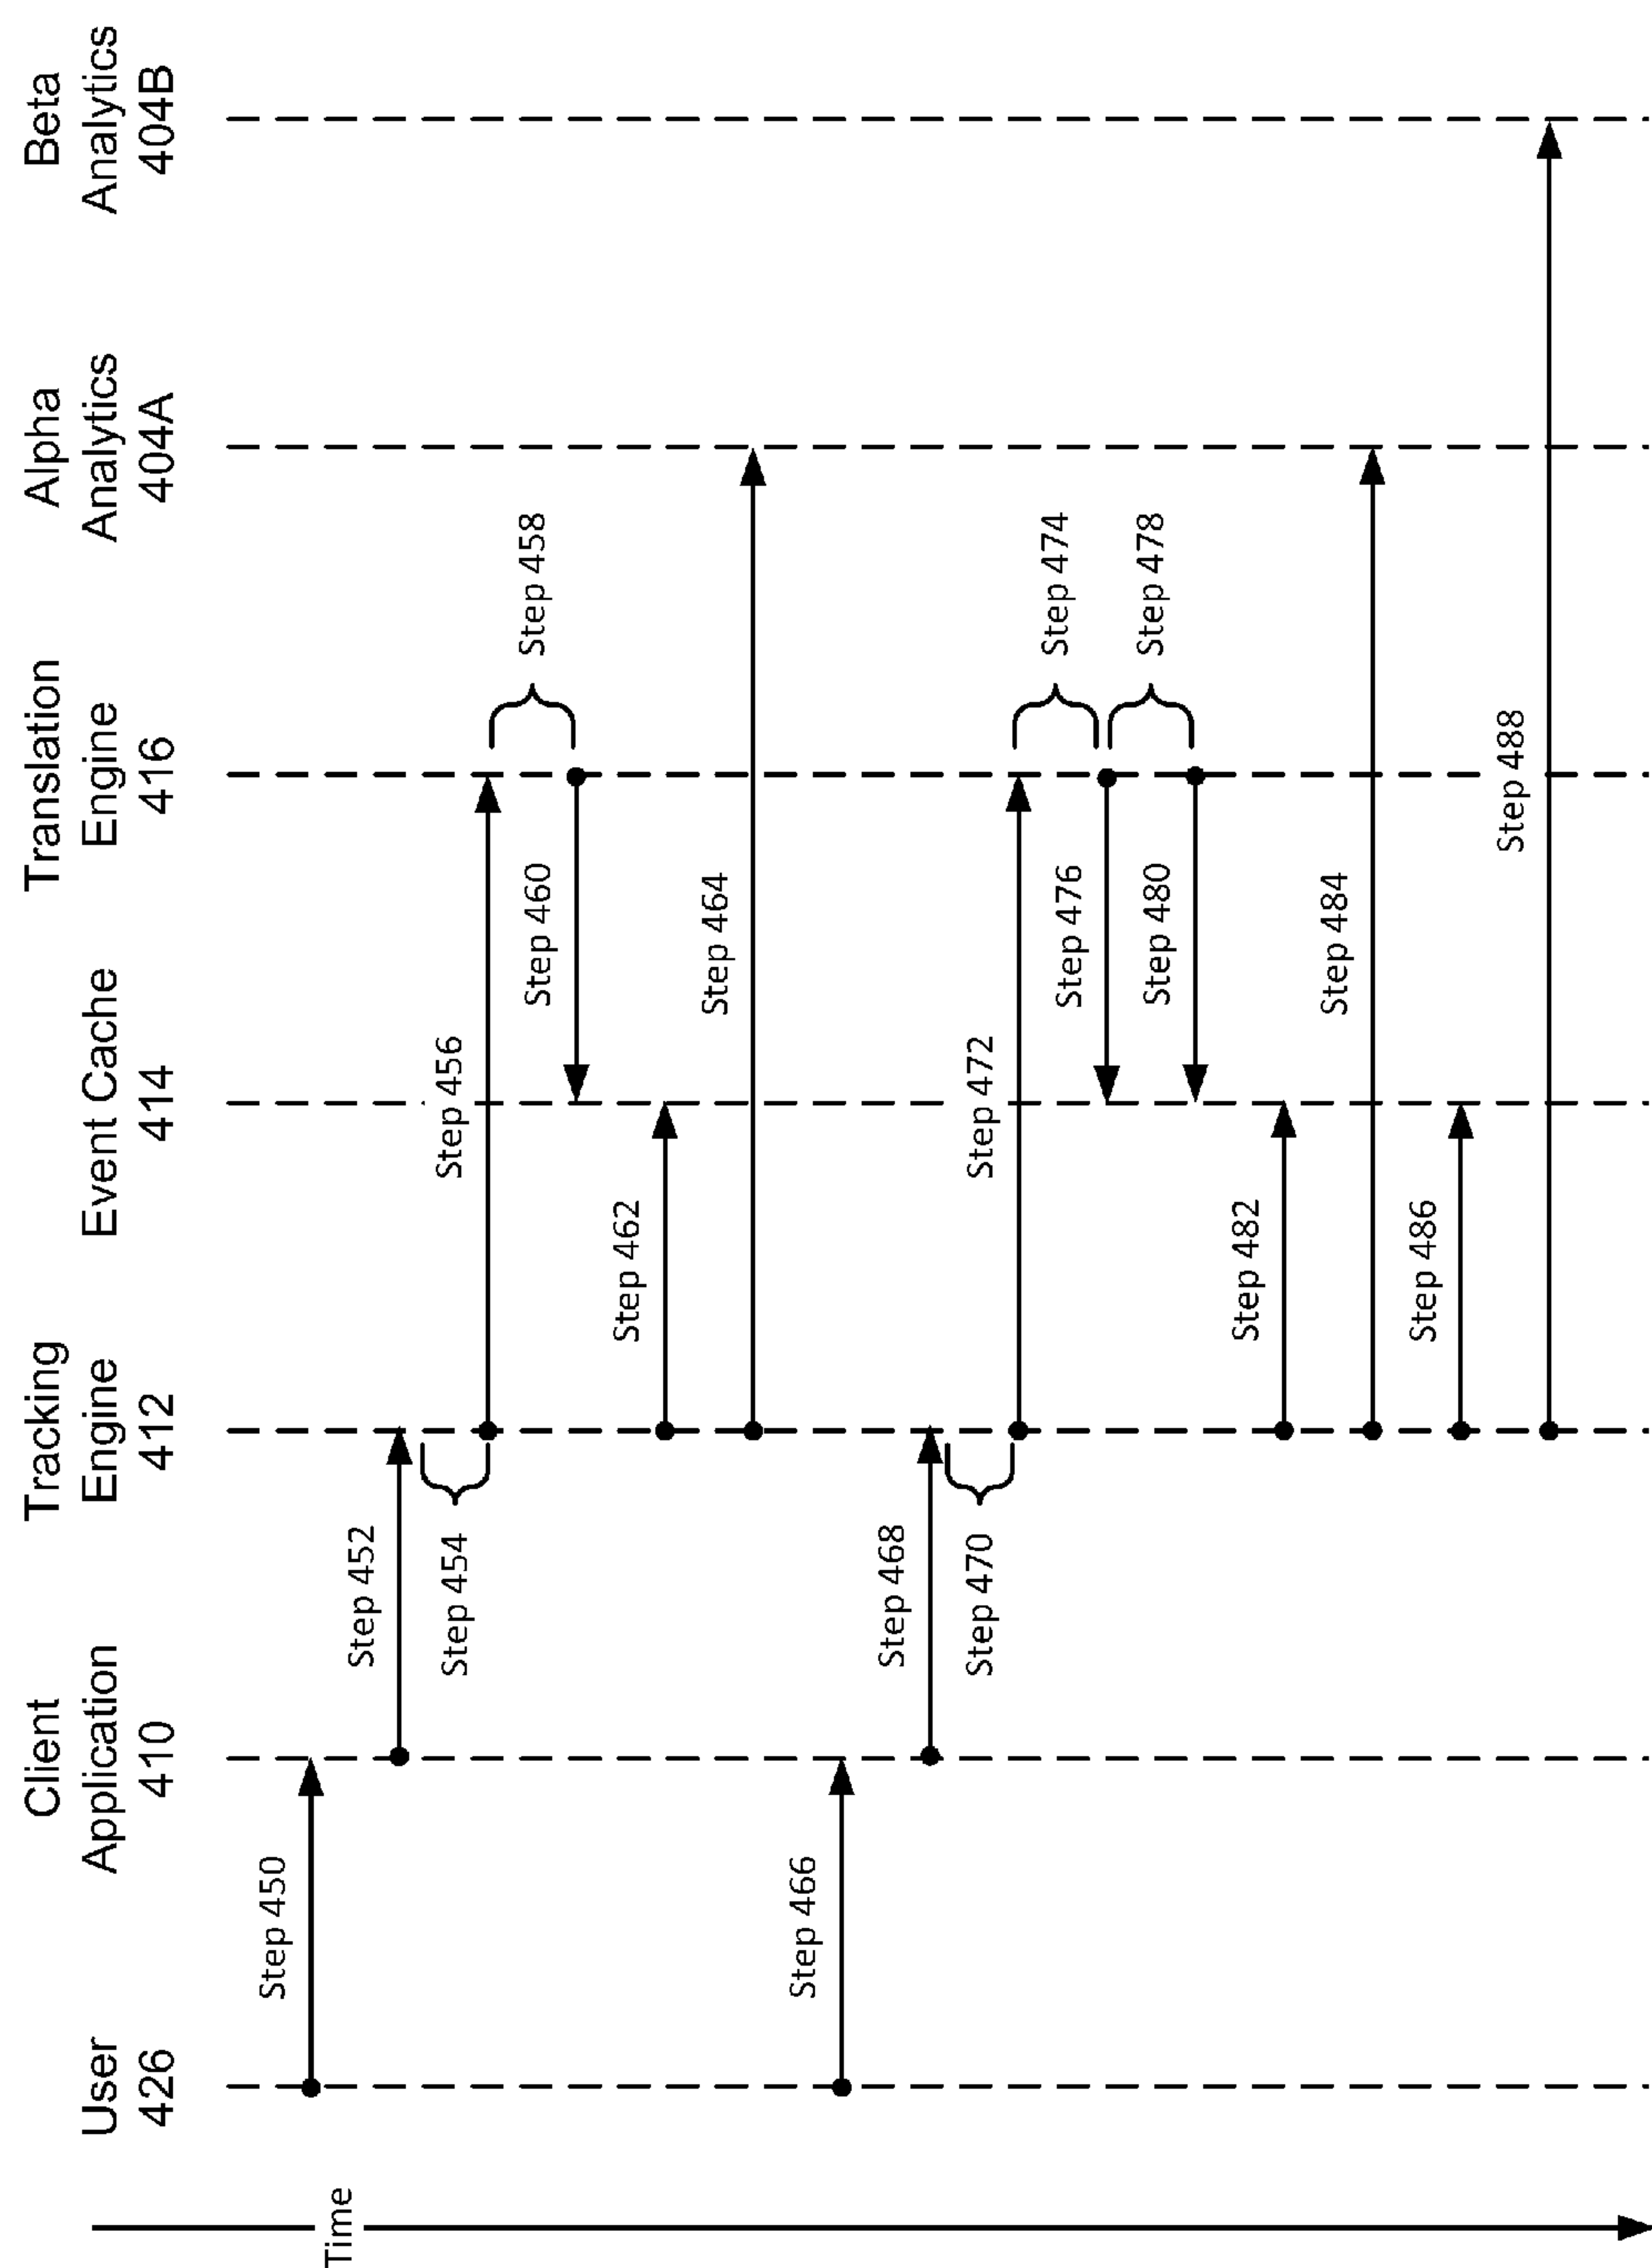 Time
User
426
Client
Application
410
Tracking
Engine
412
Event Cache
414
Translation
Engine
416
Alpha
Analytics
404A
Beta
Analytics
404B
Step 450
Step 452
Step 454
Step 456
Step 458
Step 460
Step 462
Step 464
Step 466
Step 468
Step 470
Step 472
Step 474
Step 476
Step 478
Step 480
Step 482
Step 484
Step 486
Step 488